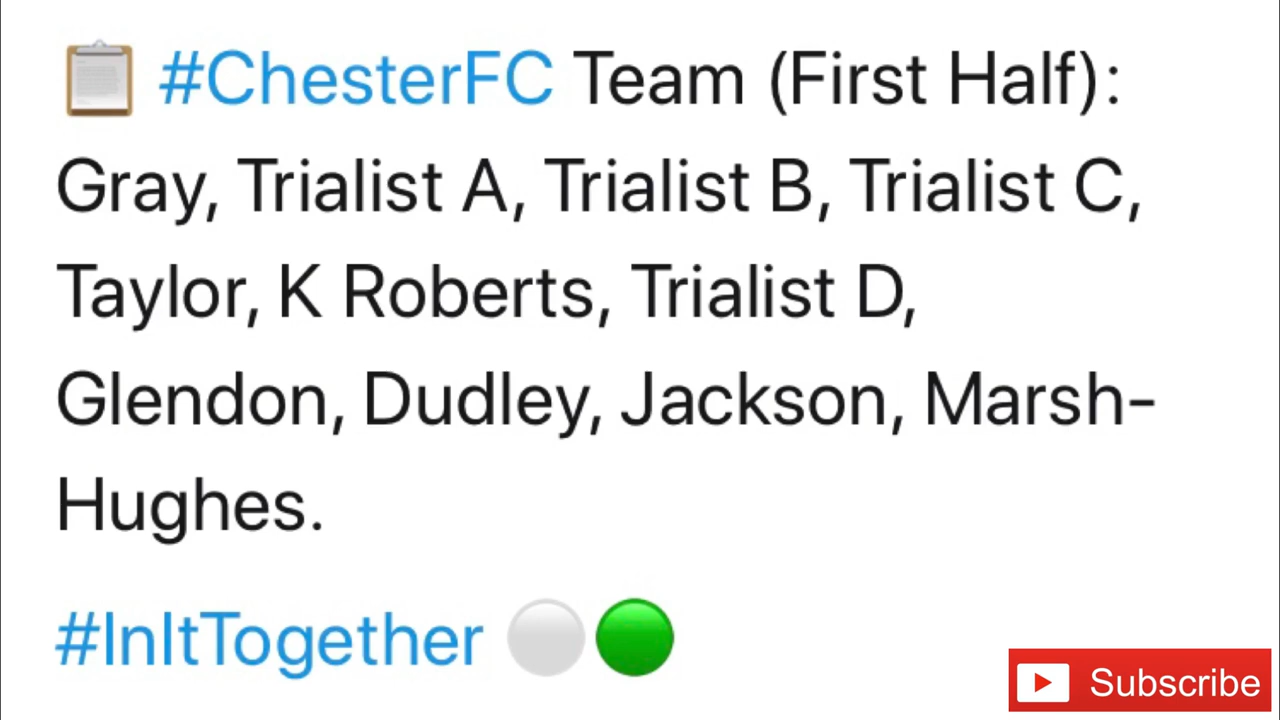 📋 #ChesterFC Team (First Half):
Gray, Trialist A, Trialist B, Trialist C,
Taylor, K Roberts, Trialist D,
Glendon, Dudley, Jackson, Marsh-
Hughes.
#InItTogether ⚪🟢
Subscribe